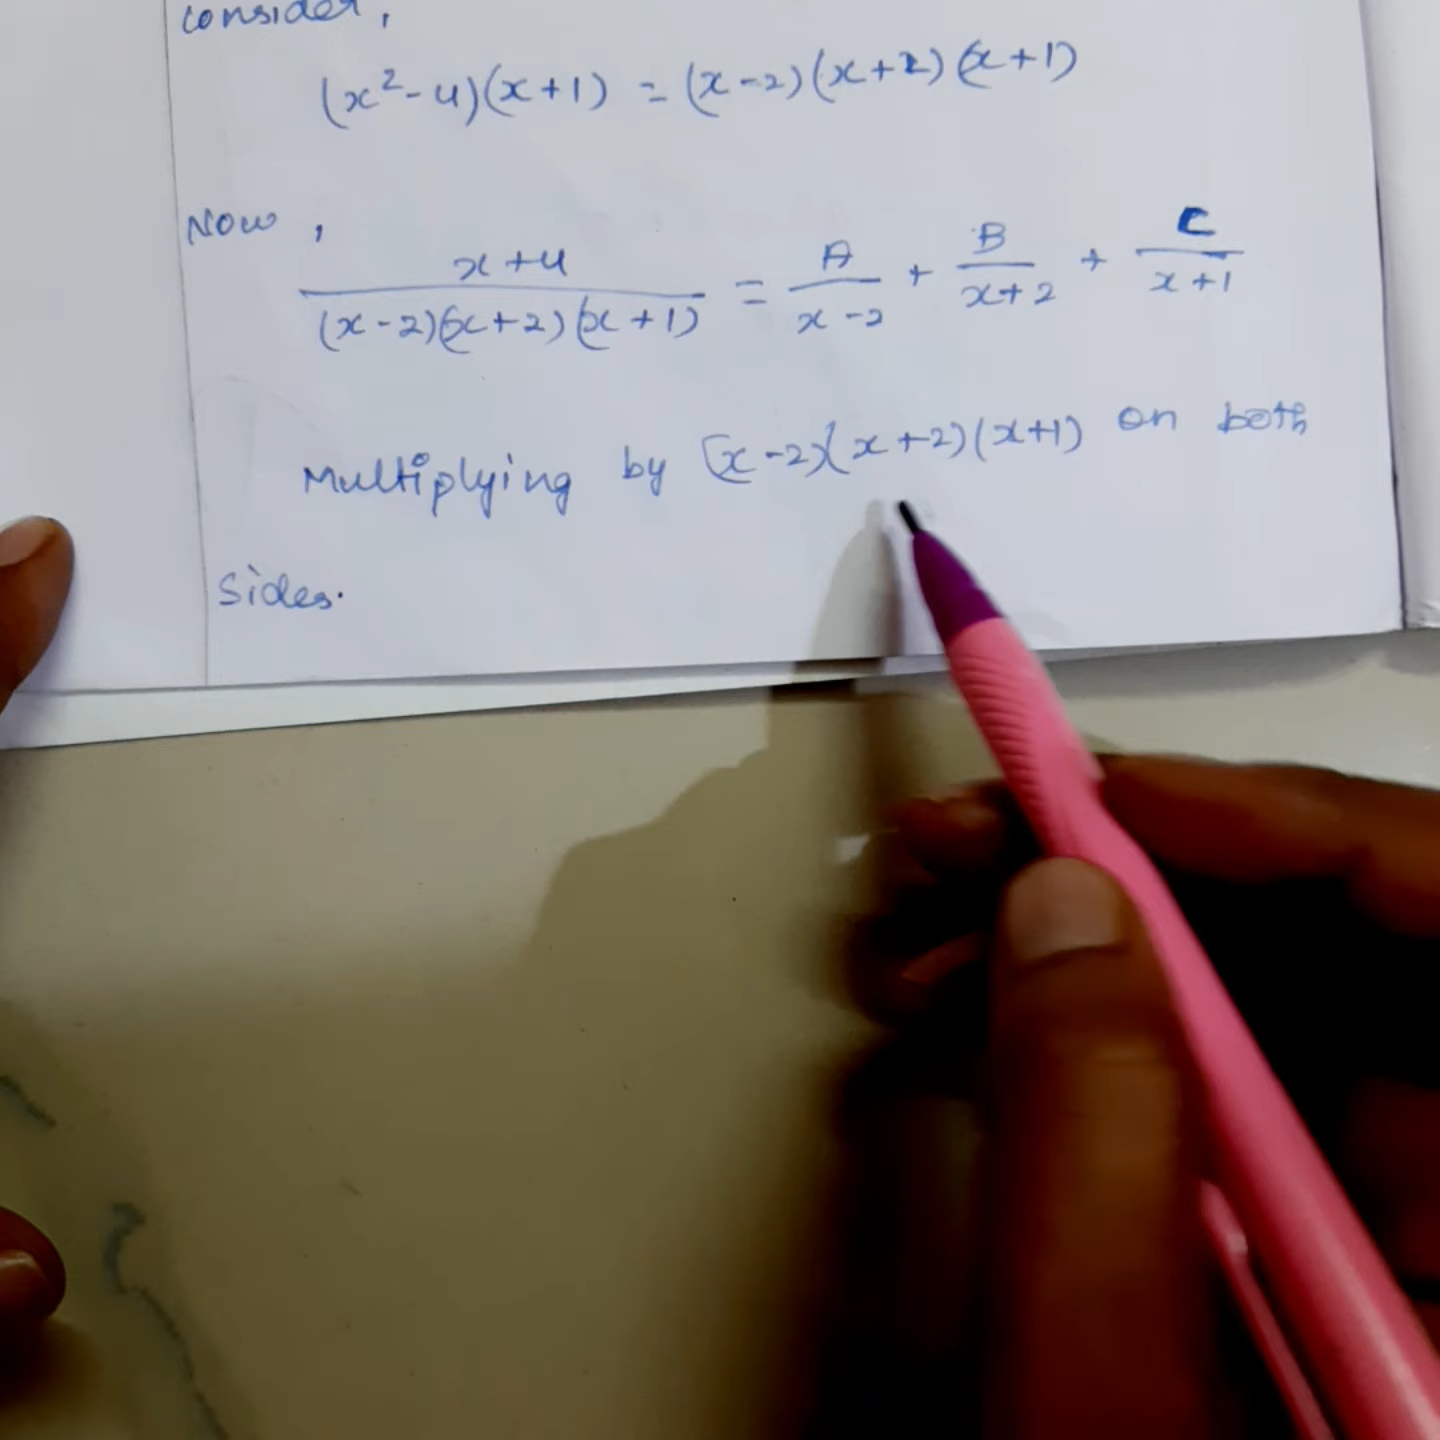 consider,
(x²-4)(x+1) = (x-2)(x+2)(x+1)
Now,
x+4/(x-2)(x+2)(x+1) = A/x-2 + B/x+2 + C/x+1
Multiplying by (x-2)(x+2)(x+1) on both
sides.